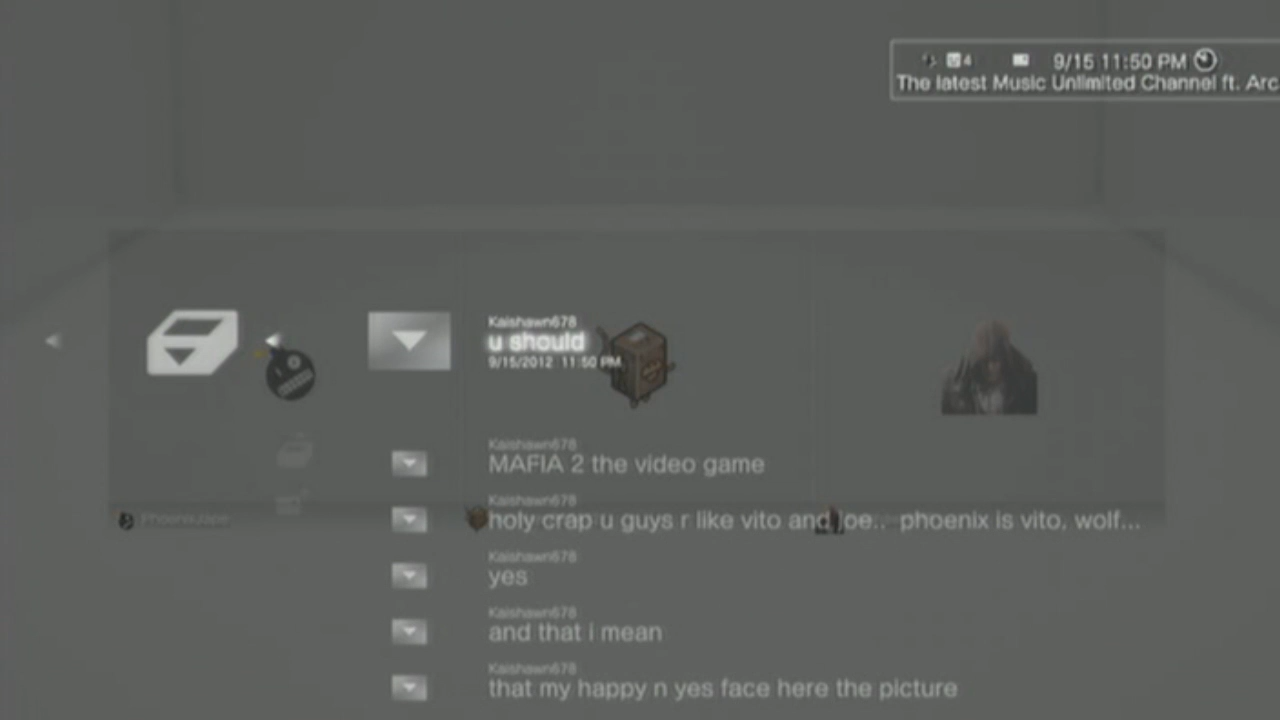 4 9/15 11:50 PM
The latest Music Unlimited Channel ft. Arc
Kaishawn678
u should
9/15/2012 11:50 PM
Kaishawn678
MAFIA 2 the video game
Kaishawn678
holy crap u guys r like vito and joe.. phoenix is vito, wolf...
Kaishawn678
yes
Kaishawn678
and that i mean
Kaishawn678
that my happy n yes face here the picture